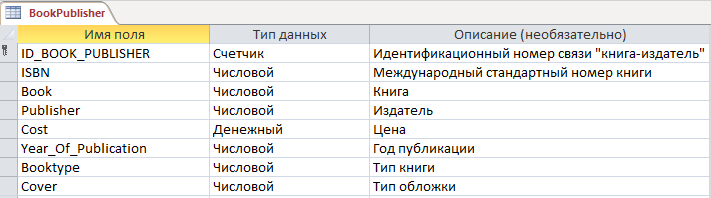 BookPublisher
Имя поля Тип данных Описание (необязательно)
ID_BOOK_PUBLISHER Счетчик Идентификационный номер связи "книга-издатель"
ISBN Числовой Международный стандартный номер книги
Book Числовой Книга
Publisher Числовой Издатель
Cost Денежный Цена
Year_Of_Publication Числовой Год публикации
Booktype Числовой Тип книги
Cover Числовой Тип обложки